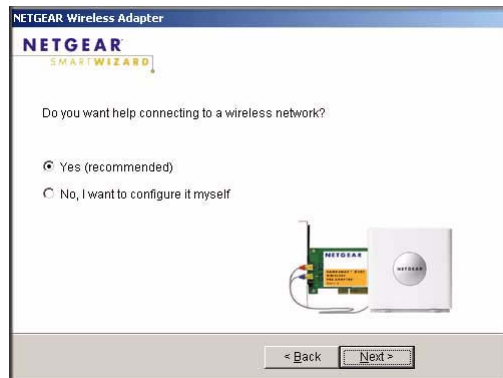 NETGEAR Wireless Adapter
NETGEAR
SMARTWIZARD
Do you want help connecting to a wireless network?
Yes (recommended)
No, I want to configure it myself
NETGEAR
NETGEAR
< Back
Next >